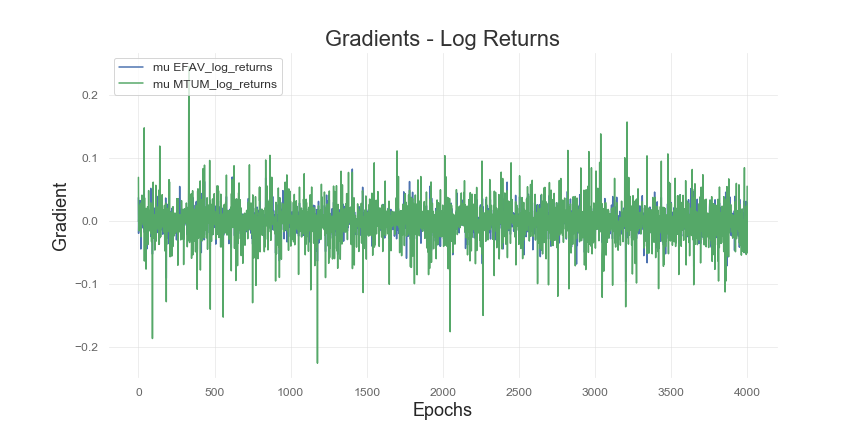 Gradients - Log Returns
mu EFAV_log_returns
mu MTUM_log_returns
0.2
0.1
0.0
−0.1
−0.2
Gradient
0 500 1000 1500 2000 2500 3000 3500 4000
Epochs